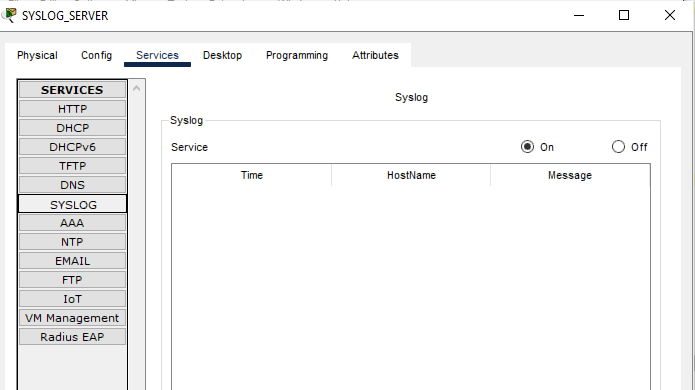 SYSLOG_SERVER
Physical Config Services Desktop Programming Attributes
SERVICES
HTTP
DHCP
DHCPv6
TFTP
DNS
SYSLOG
AAA
NTP
EMAIL
FTP
IoT
VM Management
Radius EAP
Syslog
Syslog
Service On Off
Time HostName Message